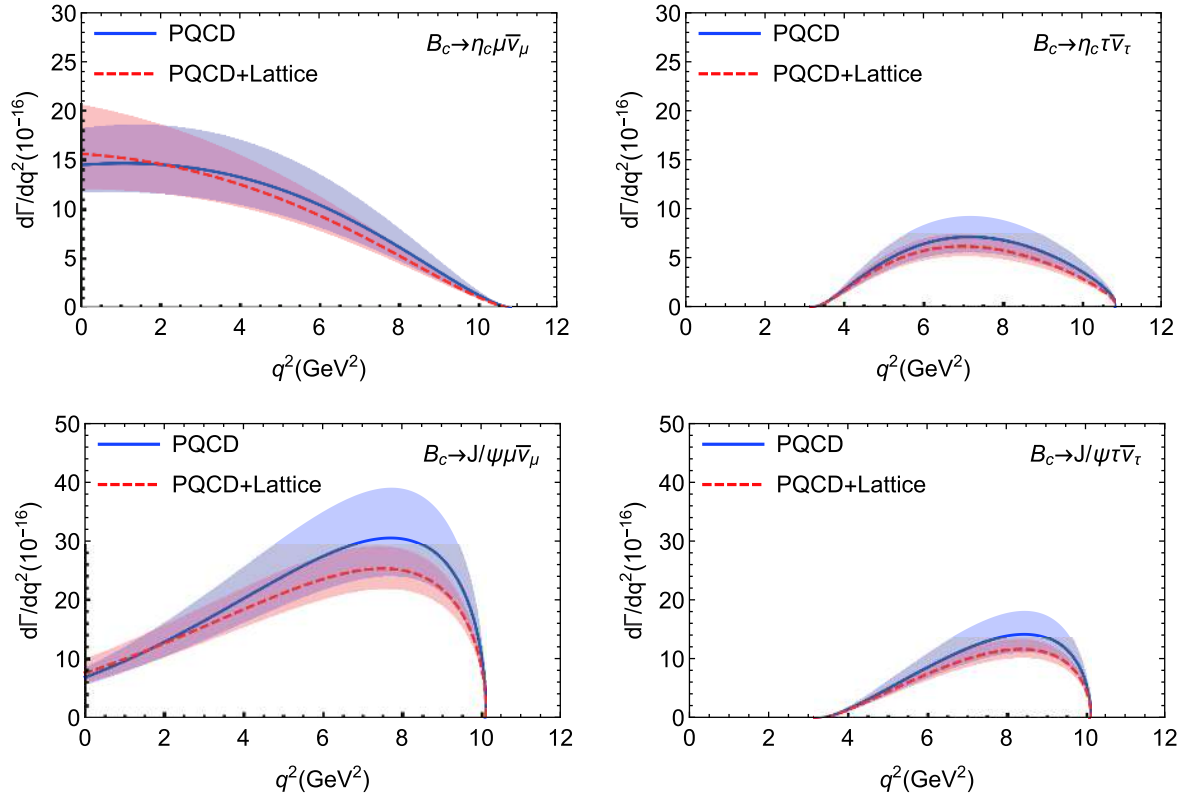 PQCD
PQCD+Lattice
B_c→η_cμν̅_μ
dΓ/dq²(10⁻¹⁶)
30
25
20
15
10
5
0
0 2 4 6 8 10 12
q²(GeV²)
PQCD
PQCD+Lattice
B_c→η_cτν̅_τ
dΓ/dq²(10⁻¹⁶)
30
25
20
15
10
5
0
0 2 4 6 8 10 12
q²(GeV²)
PQCD
PQCD+Lattice
B_c→J/ψμν̅_μ
dΓ/dq²(10⁻¹⁶)
50
40
30
20
10
0
0 2 4 6 8 10 12
q²(GeV²)
PQCD
PQCD+Lattice
B_c→J/ψτν̅_τ
dΓ/dq²(10⁻¹⁶)
50
40
30
20
10
0
0 2 4 6 8 10 12
q²(GeV²)